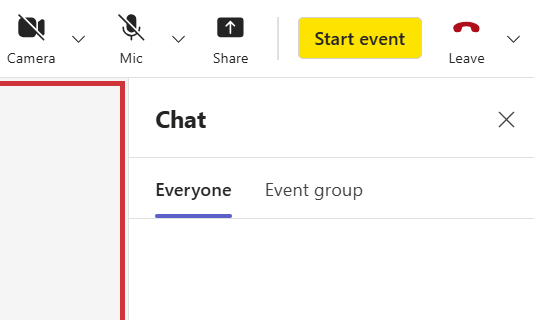 Camera
Mic
Share
Start event
Leave
Chat
Everyone
Event group